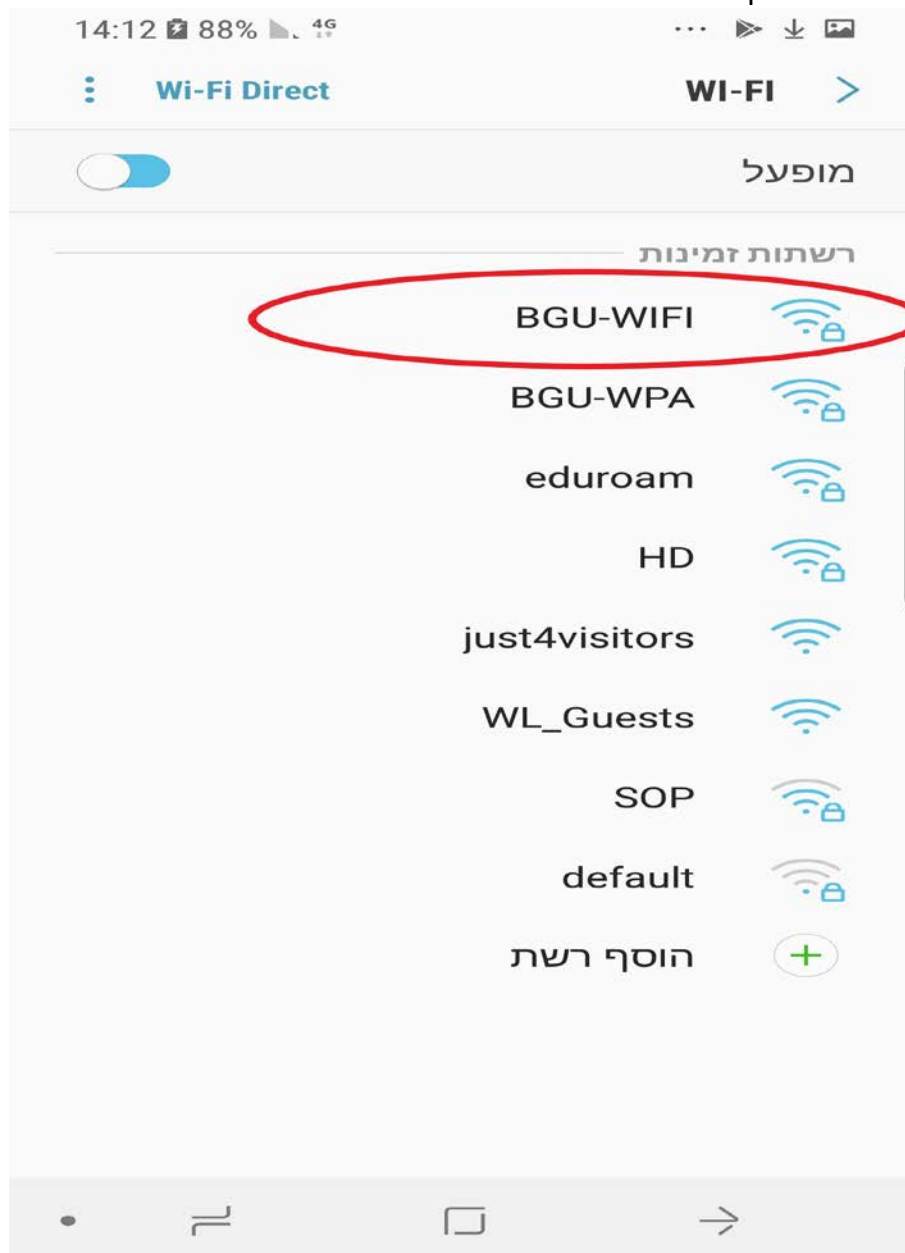 14:12 88% 4G
WI-FI Wi-Fi Direct
מופעל
רשתות זמינות
BGU-WIFI
BGU-WPA
eduroam
HD
just4visitors
WL_Guests
SOP
default
הוסף רשת